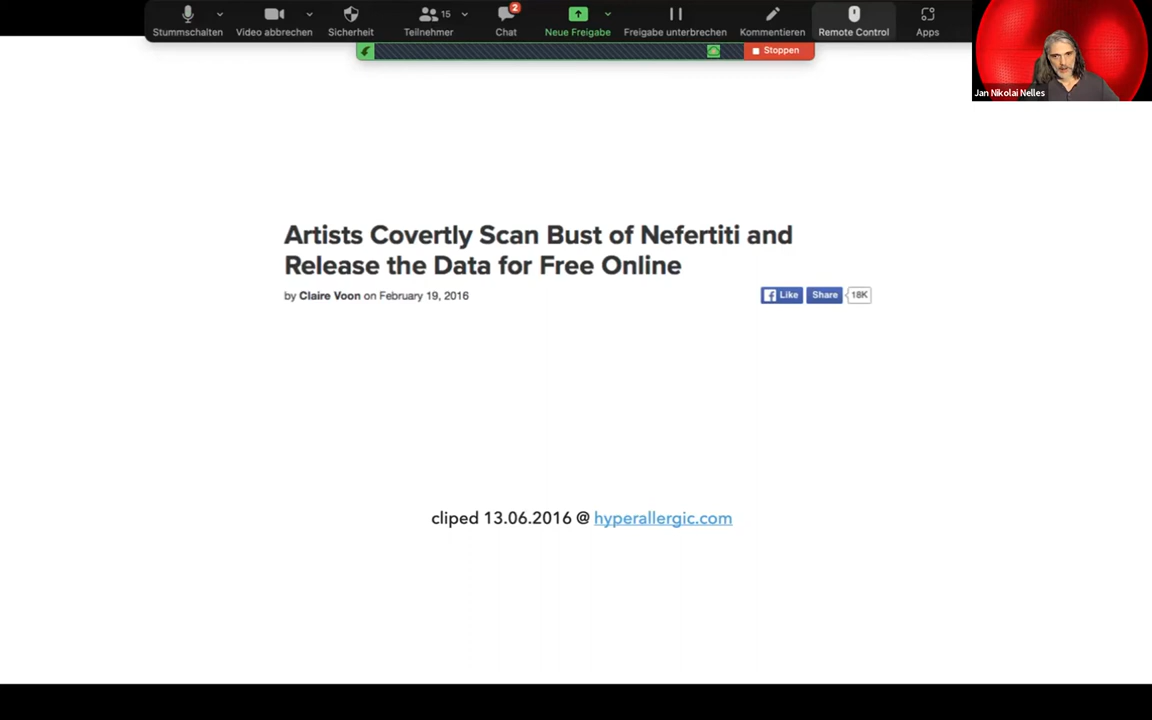 Stummschalten
Video abbrechen
Sicherheit
15
Teilnehmer
2
Chat
Neue Freigabe
Freigabe unterbrechen
Kommentieren
Remote Control
Apps
Stoppen
Jan Nikolai Nelles
Artists Covertly Scan Bust of Nefertiti and
Release the Data for Free Online
by Claire Voon on February 19, 2016
Like Share 18K
cliped 13.06.2016 @ hyperallergic.com